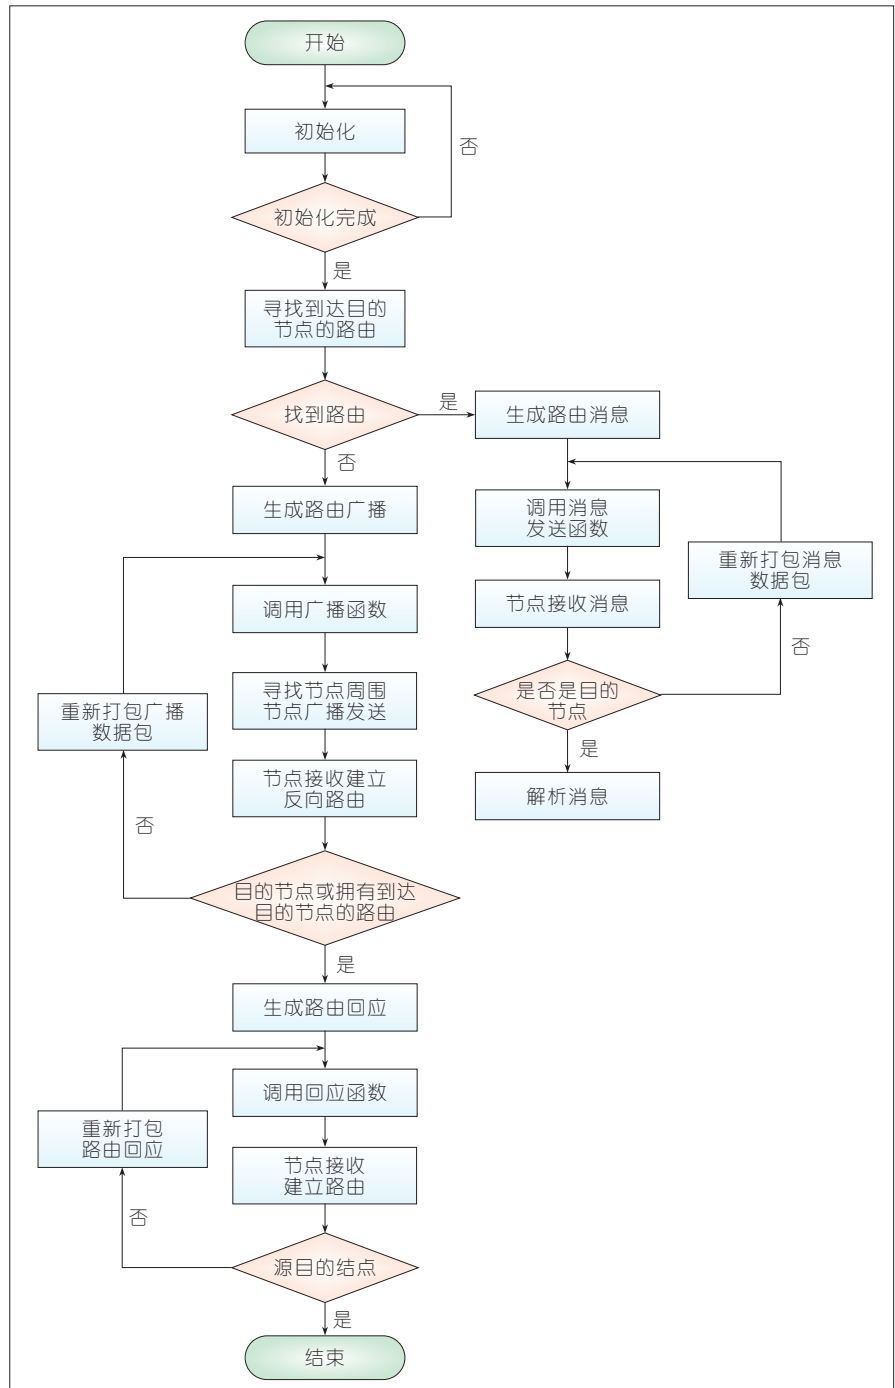 开始
初始化
否
初始化完成
是
寻找到达目的
节点的路由
找到路由
是
生成路由消息
否
生成路由广播
调用消息
发送函数
重新打包消息
数据包
调用广播函数
节点接收消息
否
寻找节点周围
节点广播发送
是否是目的
节点
重新打包广播
数据包
是
节点接收建立
反向路由
解析消息
否
目的节点或拥有到达
目的节点的路由
是
生成路由回应
调用回应函数
重新打包
路由回应
节点接收
建立路由
否
源目的结点
是
结束